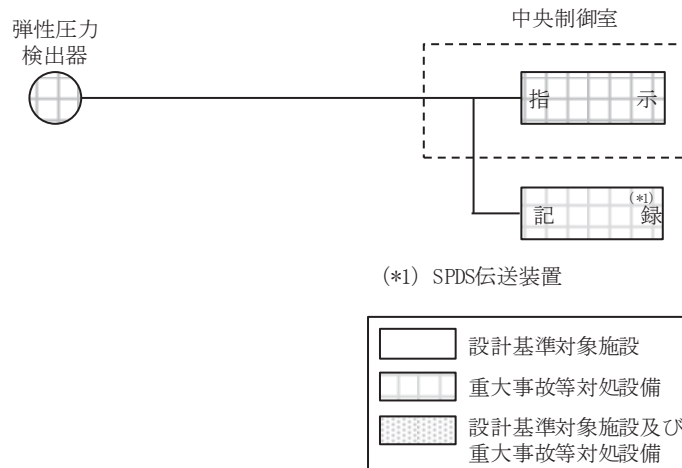 中央制御室
弾性圧力
検出器
指示
記録
(*1)
(*1) SPDS伝送装置
設計基準対象施設
重大事故等対処設備
設計基準対象施設及び
重大事故等対処設備